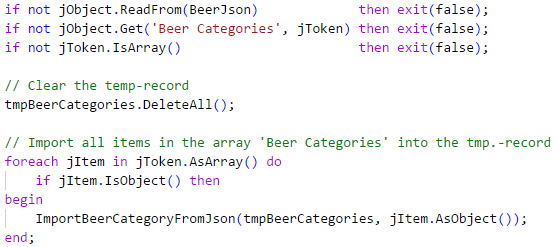 if not jObject.ReadFrom(BeerJson)             then exit(false);
if not jObject.Get('Beer Categories', jToken) then exit(false);
if not jToken.IsArray()                       then exit(false);

// Clear the temp-record
tmpBeerCategories.DeleteAll();

// Import all items in the array 'Beer Categories' into the tmp.-record
foreach jItem in jToken.AsArray() do
    if jItem.IsObject() then
begin
    ImportBeerCategoryFromJson(tmpBeerCategories, jItem.AsObject());
end;